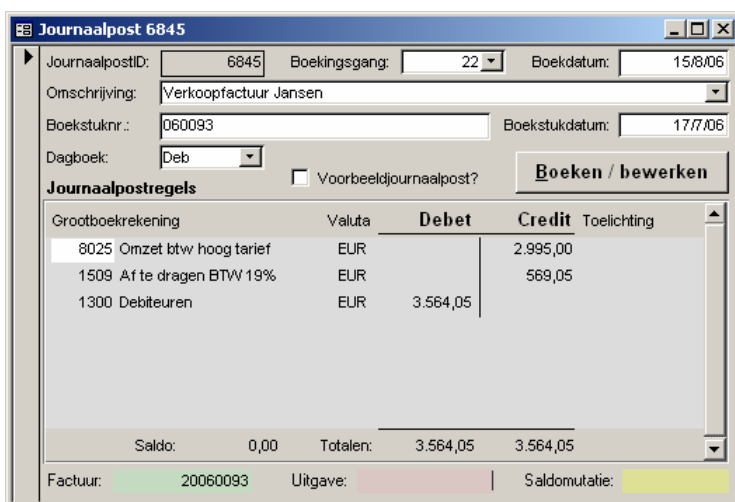 Journaalpost 6845
JournaalpostID: 6845 Boekingsgang: 22 Boekdatum: 15/8/06
Omschrijving: Verkoopfactuur Jansen
Boekstuknr.: 060093 Boekstukdatum: 17/7/06
Dagboek: Deb Voorbeeldjournaalpost? Boeken / bewerken
Journaalpostregels
Grootboekrekening Valuta Debet Credit Toelichting
8025 Omzet btw hoog tarief EUR 2.995,00
1509 Af te dragen BTW 19% EUR 569,05
1300 Debiteuren EUR 3.564,05
Saldo: 0,00 Totalen: 3.564,05 3.564,05
Factuur: 20060093 Uitgave: Saldomutatie: